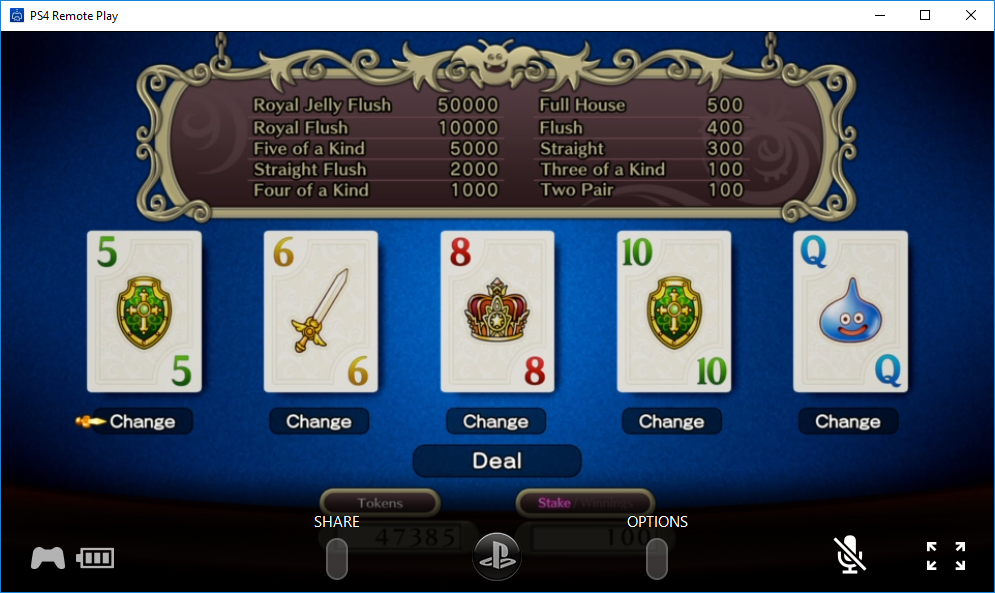 PS4 Remote Play
Royal Jelly Flush 50000 Full House 500
Royal Flush 10000 Flush 400
Five of a Kind 5000 Straight 300
Straight Flush 2000 Three of a Kind 100
Four of a Kind 1000 Two Pair 100
5 6 8 10 Q
5 6 8 10 Q
Change Change Change Change Change
Deal
Tokens Stake/Winnings
SHARE OPTIONS
47385 100